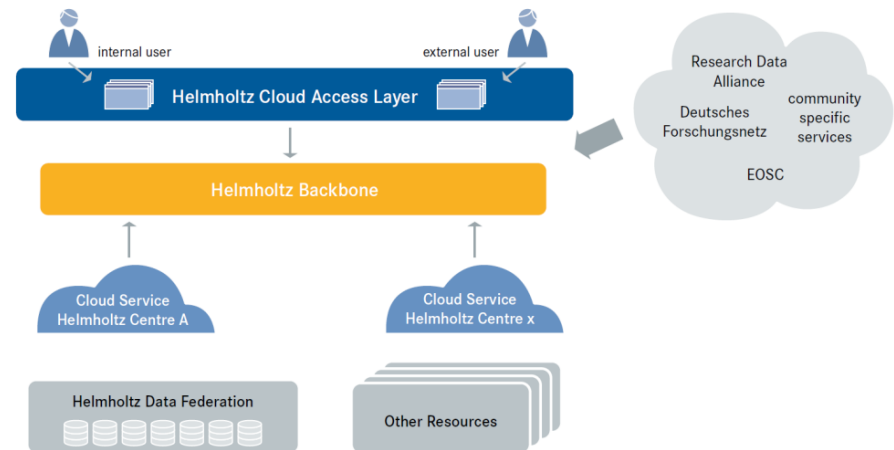 internal user
external user
Helmholtz Cloud Access Layer
Research Data
Alliance
Deutsches
Forschungsnetz
community
specific
services
EOSC
Helmholtz Backbone
Cloud Service
Helmholtz Centre A
Cloud Service
Helmholtz Centre x
Helmholtz Data Federation
Other Resources